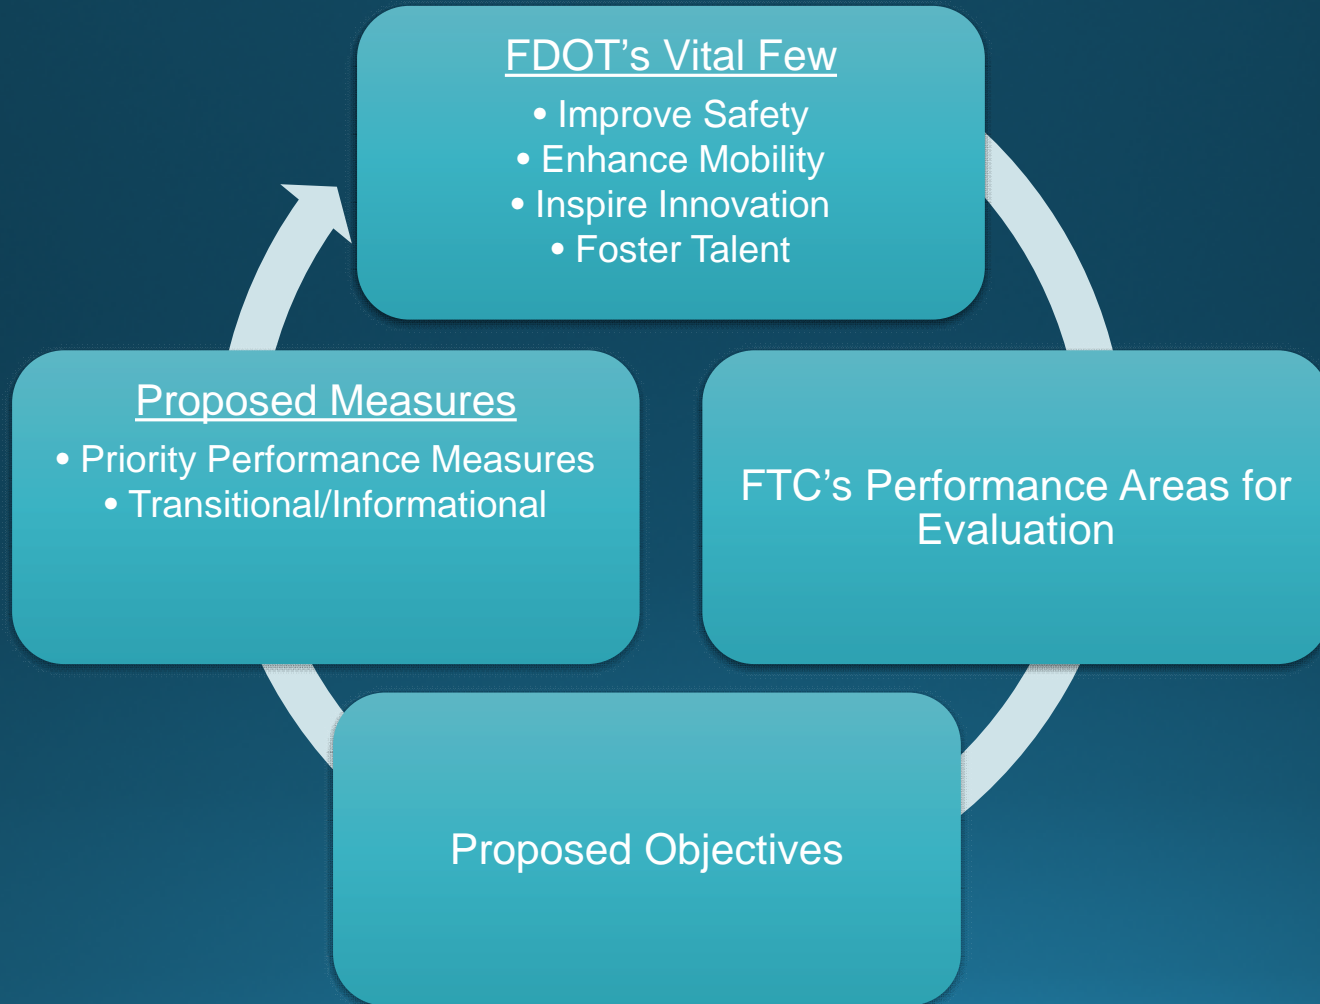 FDOT’s Vital Few
• Improve Safety
• Enhance Mobility
• Inspire Innovation
• Foster Talent
FTC’s Performance Areas for
Evaluation
Proposed Objectives
Proposed Measures
• Priority Performance Measures
• Transitional/Informational